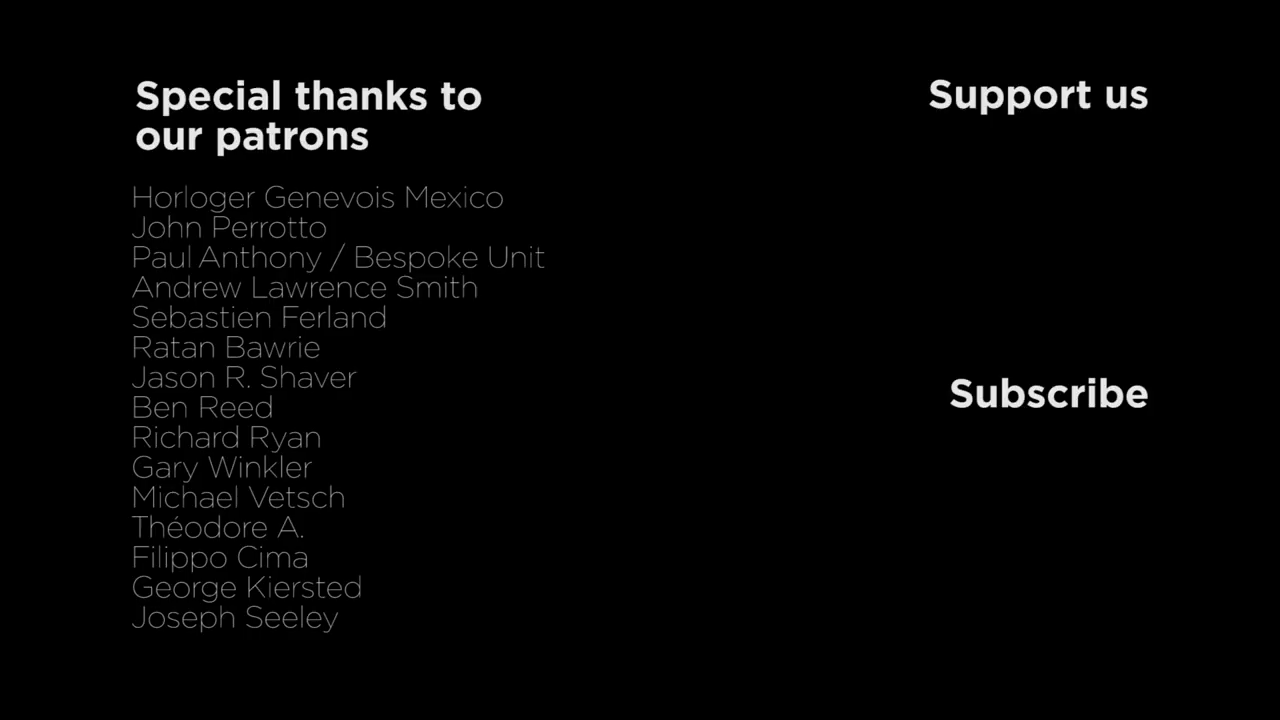 Special thanks to
our patrons
Horloger Genevois Mexico
John Perrotto
Paul Anthony / Bespoke Unit
Andrew Lawrence Smith
Sebastien Ferland
Ratan Bawrie
Jason R. Shaver
Ben Reed
Richard Ryan
Gary Winkler
Michael Vetsch
Théodore A.
Filippo Cima
George Kiersted
Joseph Seeley
Support us
Subscribe